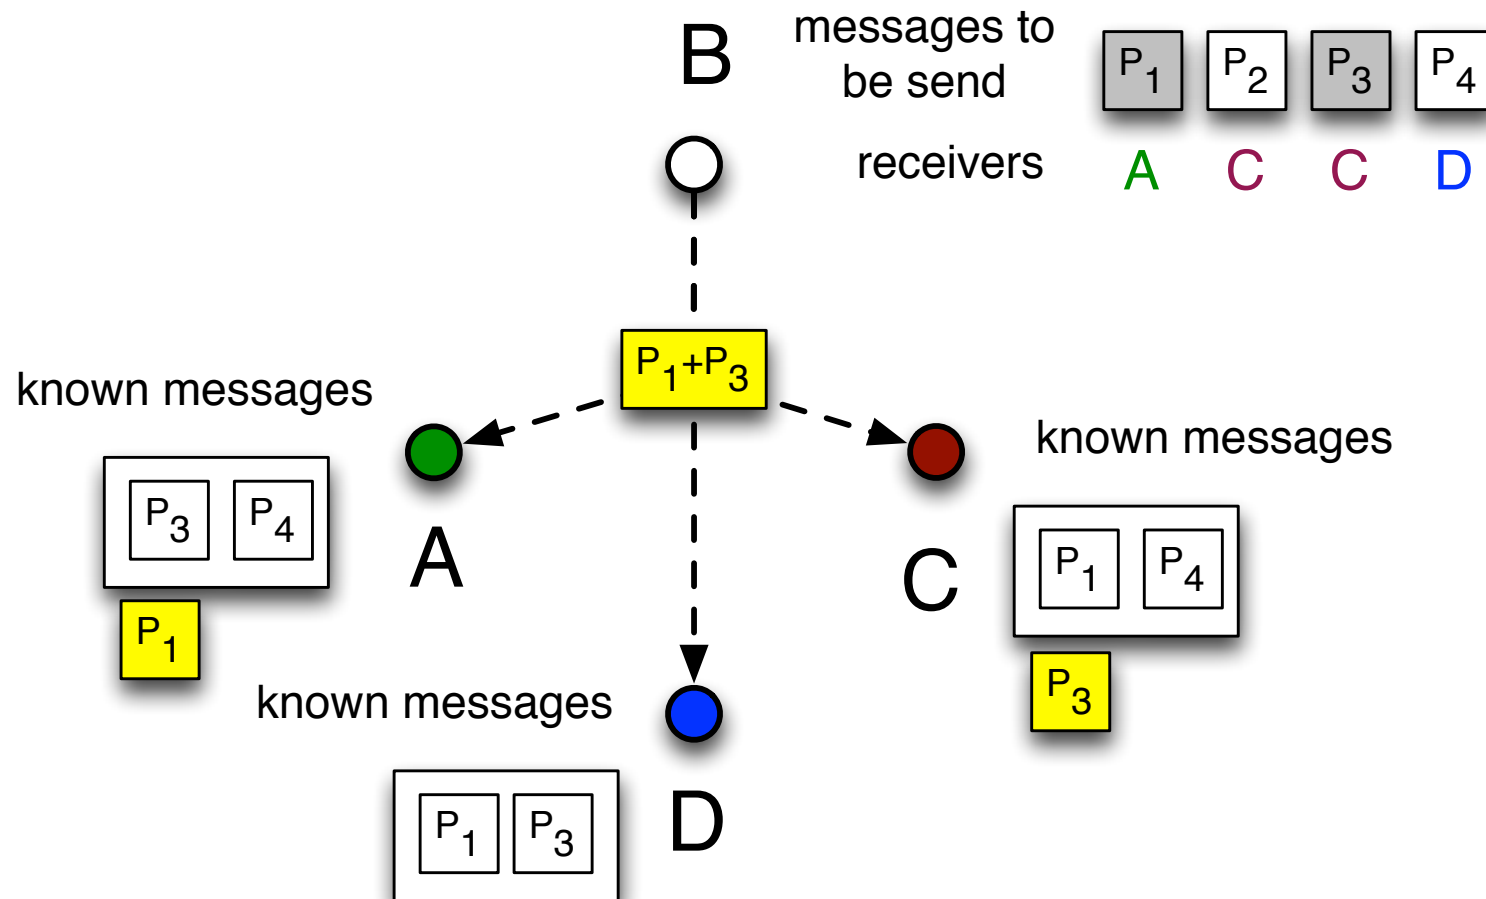 B
messages to
be send
P1 P2 P3 P4
receivers A C C D
P1+P3
known messages
P3 P4
P1
A
known messages
P1 P4
P3
C
known messages
P1 P3
D